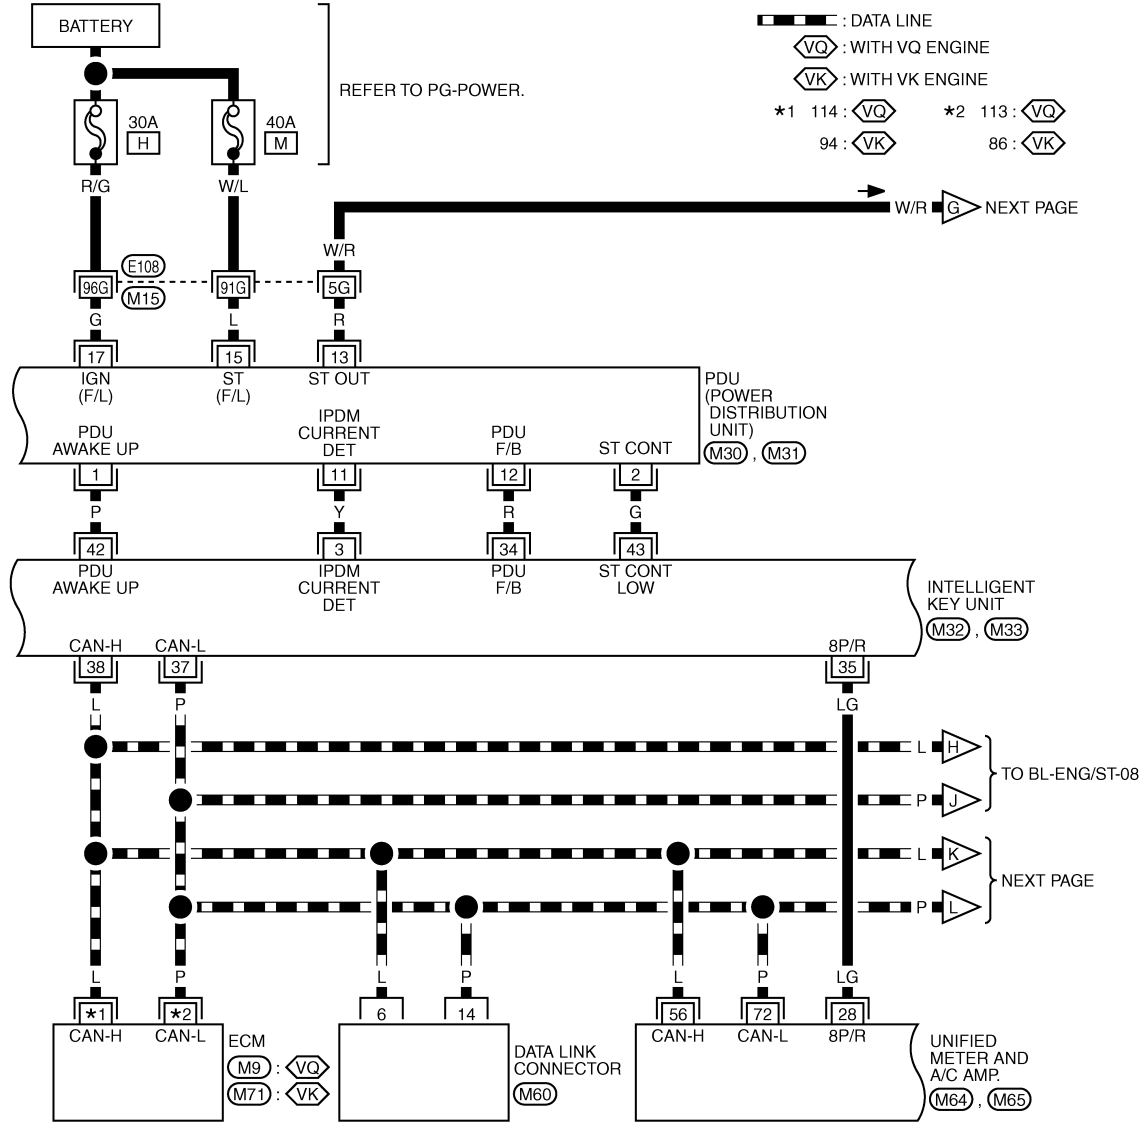 BATTERY
: DATA LINE
VQ : WITH VQ ENGINE
VK : WITH VK ENGINE
*1 114 : VQ *2 113 : VQ
94 : VK 86 : VK
REFER TO PG-POWER.
30A 40A
H M
R/G W/L
W/R G NEXT PAGE
W/R
E108
96G 91G 5G
M15
G L R
17 15 13
IGN ST ST OUT
(F/L) (F/L)
PDU
(POWER
DISTRIBUTION
UNIT)
M30 , M31
IPDM
PDU CURRENT PDU
AWAKE UP DET F/B ST CONT
1 11 12 2
P Y R G
42 3 34 43
PDU IPDM PDU ST CONT
AWAKE UP CURRENT F/B LOW
DET
INTELLIGENT
KEY UNIT
M32 , M33
CAN-H CAN-L 8P/R
38 37 35
L P LG
L H
TO BL-ENG/ST-08
P J
L K
NEXT PAGE
P L
L P L P L P LG
*1 *2 6 14 56 72 28
CAN-H CAN-L CAN-H CAN-L 8P/R
ECM
M9 : VQ
M71 : VK
DATA LINK
CONNECTOR
M60
UNIFIED
METER AND
A/C AMP.
M64 , M65